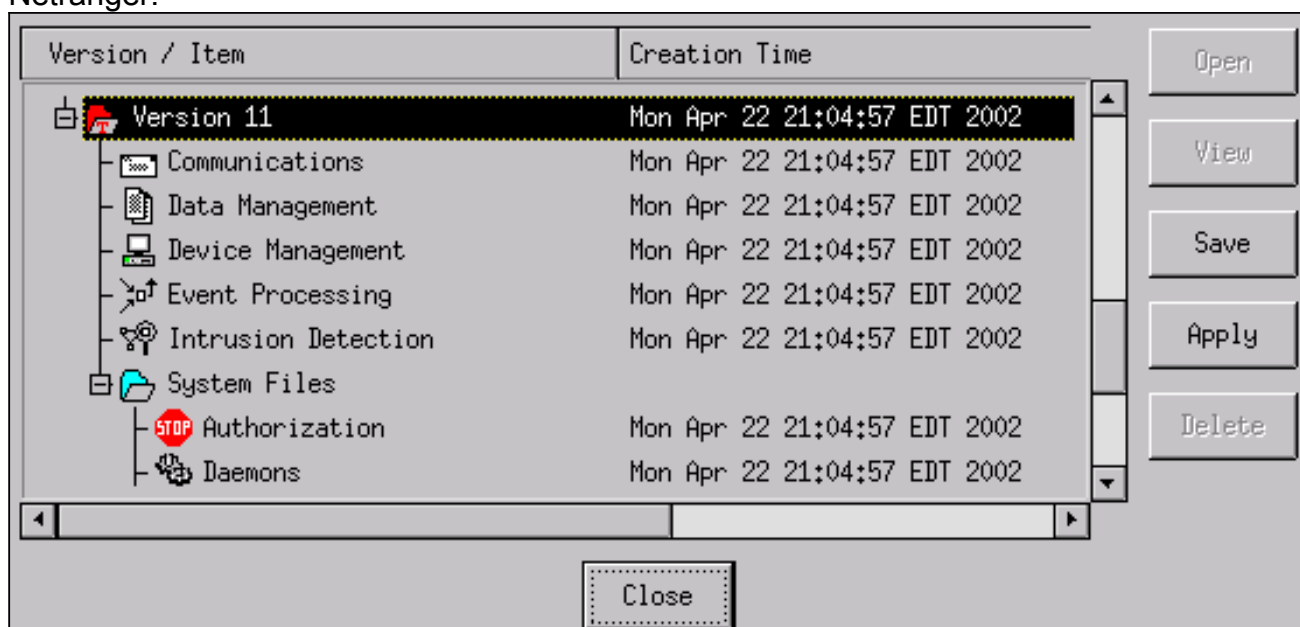 Netranger.
Version / Item Creation Time Open
Version 11 Mon Apr 22 21:04:57 EDT 2002
Communications Mon Apr 22 21:04:57 EDT 2002 View
Data Management Mon Apr 22 21:04:57 EDT 2002
Device Management Mon Apr 22 21:04:57 EDT 2002 Save
Event Processing Mon Apr 22 21:04:57 EDT 2002
Intrusion Detection Mon Apr 22 21:04:57 EDT 2002 Apply
System Files
STOP Authorization Mon Apr 22 21:04:57 EDT 2002 Delete
Daemons Mon Apr 22 21:04:57 EDT 2002
Close